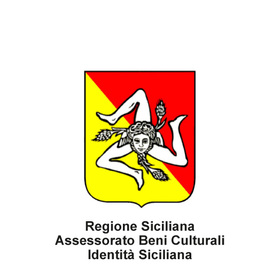 Regione Siciliana
Assessorato Beni Culturali
Identità Siciliana